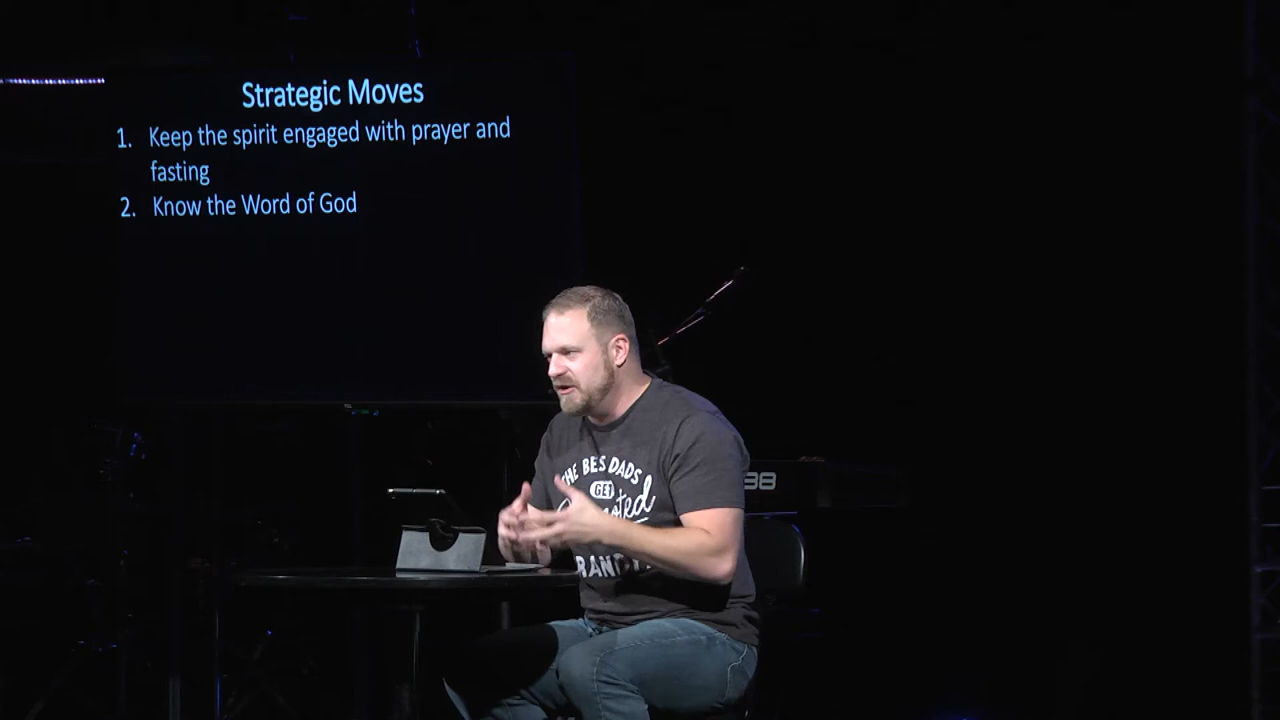 Strategic Moves
1. Keep the spirit engaged with prayer and
fasting
2. Know the Word of God
THE BES DADS
GET
88